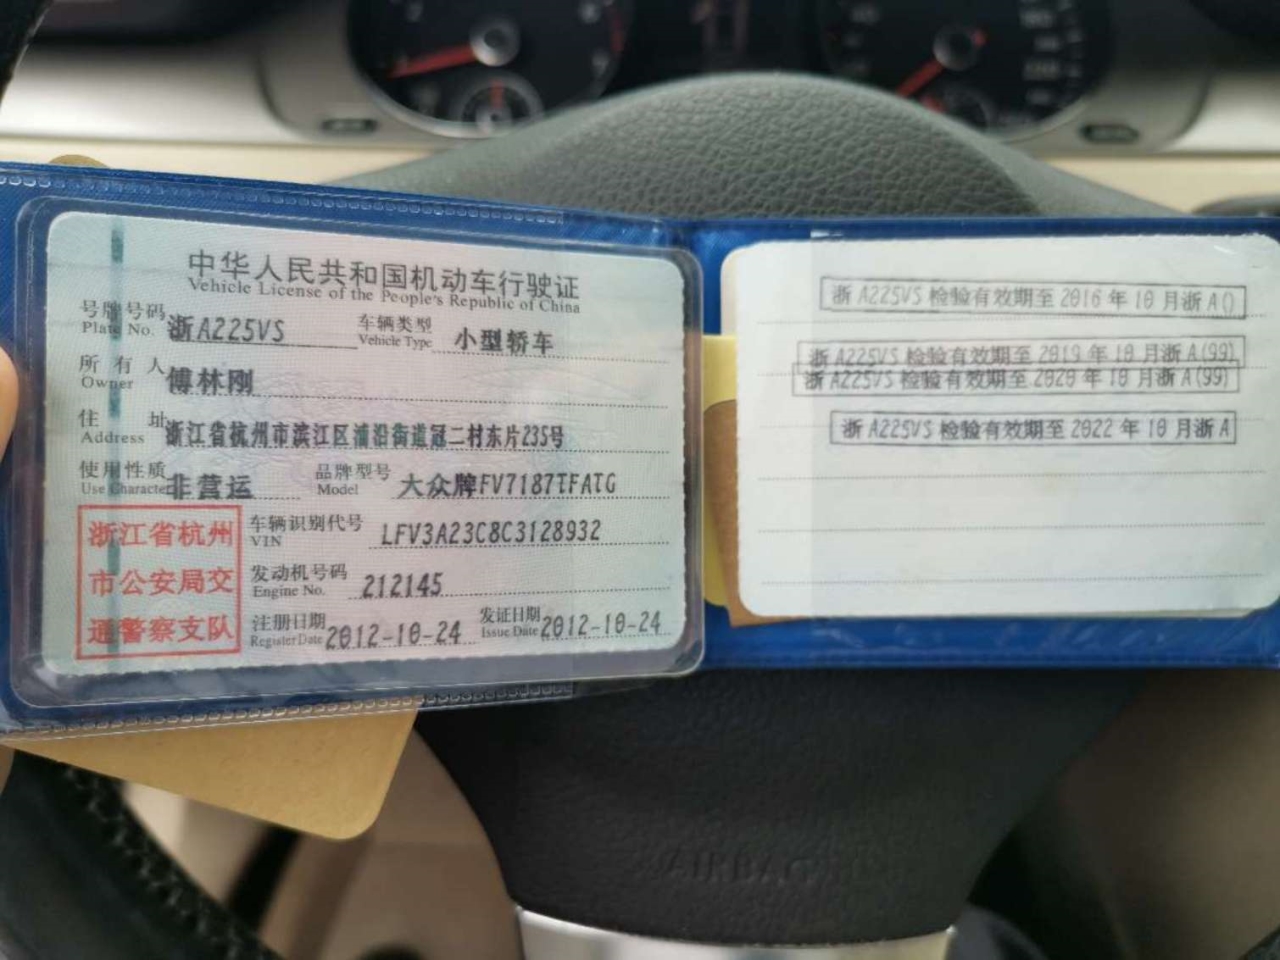 中华人民共和国机动车行驶证
Vehicle License of the People's Republic of China
号牌号码 浙A225VS 车辆类型 小型轿车
Plate No. Vehicle Type
所有人 傅林刚
Owner
住址 浙江省杭州市滨江区浦沿街道冠二村东片235号
Address
使用性质 非营运 品牌型号 大众牌FV7187TFATG
Use Character Model
浙江省杭州
市公安局交
通警察支队
车辆识别代号 LFV3A23C8C3128932
VIN
发动机号码 212145
Engine No.
注册日期 2012-10-24 发证日期 2012-10-24
Register Date Issue Date
浙A225VS 检验有效期至 2016 年 10 月浙 A()
浙A225VS 检验有效期至 2019 年 10 月浙 A(99)
浙A225VS 检验有效期至 2020 年 10 月浙 A(99)
浙A225VS 检验有效期至 2022 年 10 月浙 A
AIRBAG